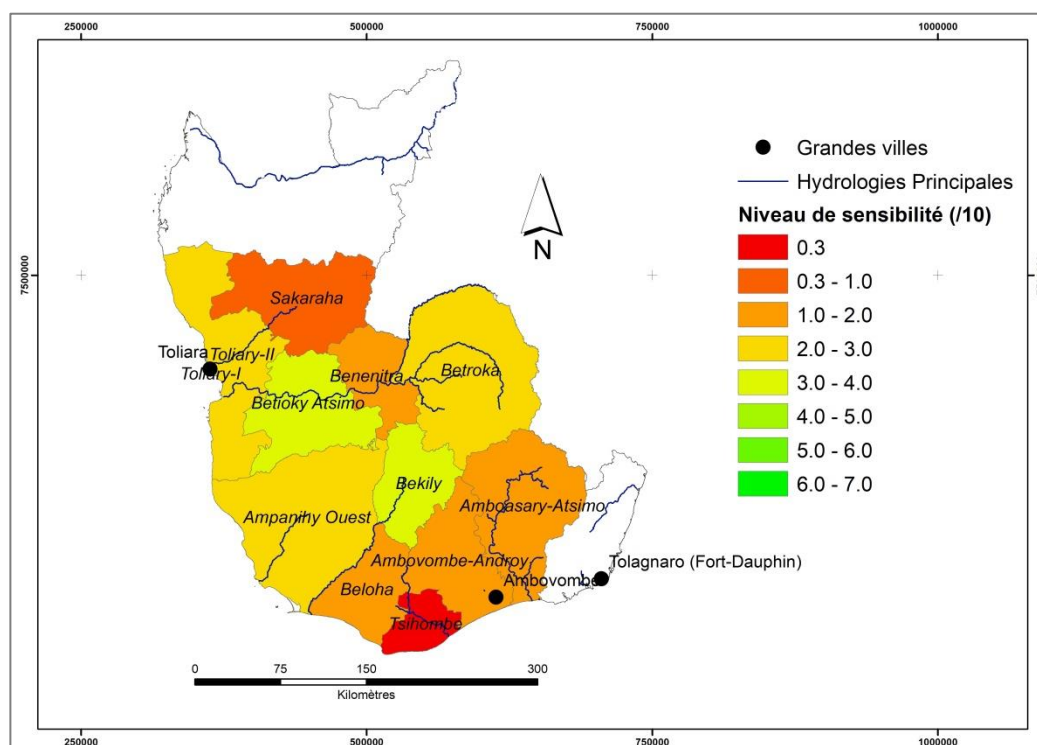 250000 500000 750000 1000000
Grandes villes
Hydrologies Principales
Niveau de sensibilité (/10)
0.3
0.3 - 1.0
1.0 - 2.0
2.0 - 3.0
3.0 - 4.0
4.0 - 5.0
5.0 - 6.0
6.0 - 7.0
N
7500000
Sakaraha
Toliara
Toliary-II
Toliary-I
Benenitra
Betroka
Betioky Atsimo
Bekily
Amboasary-Atsimo
Ampanihy Ouest
Ambovombe-Androy
Tolagnaro (Fort-Dauphin)
Beloha
Ambovombe
Tsihombe
0 75 150 300
Kilomètres
250000 500000 750000 1000000